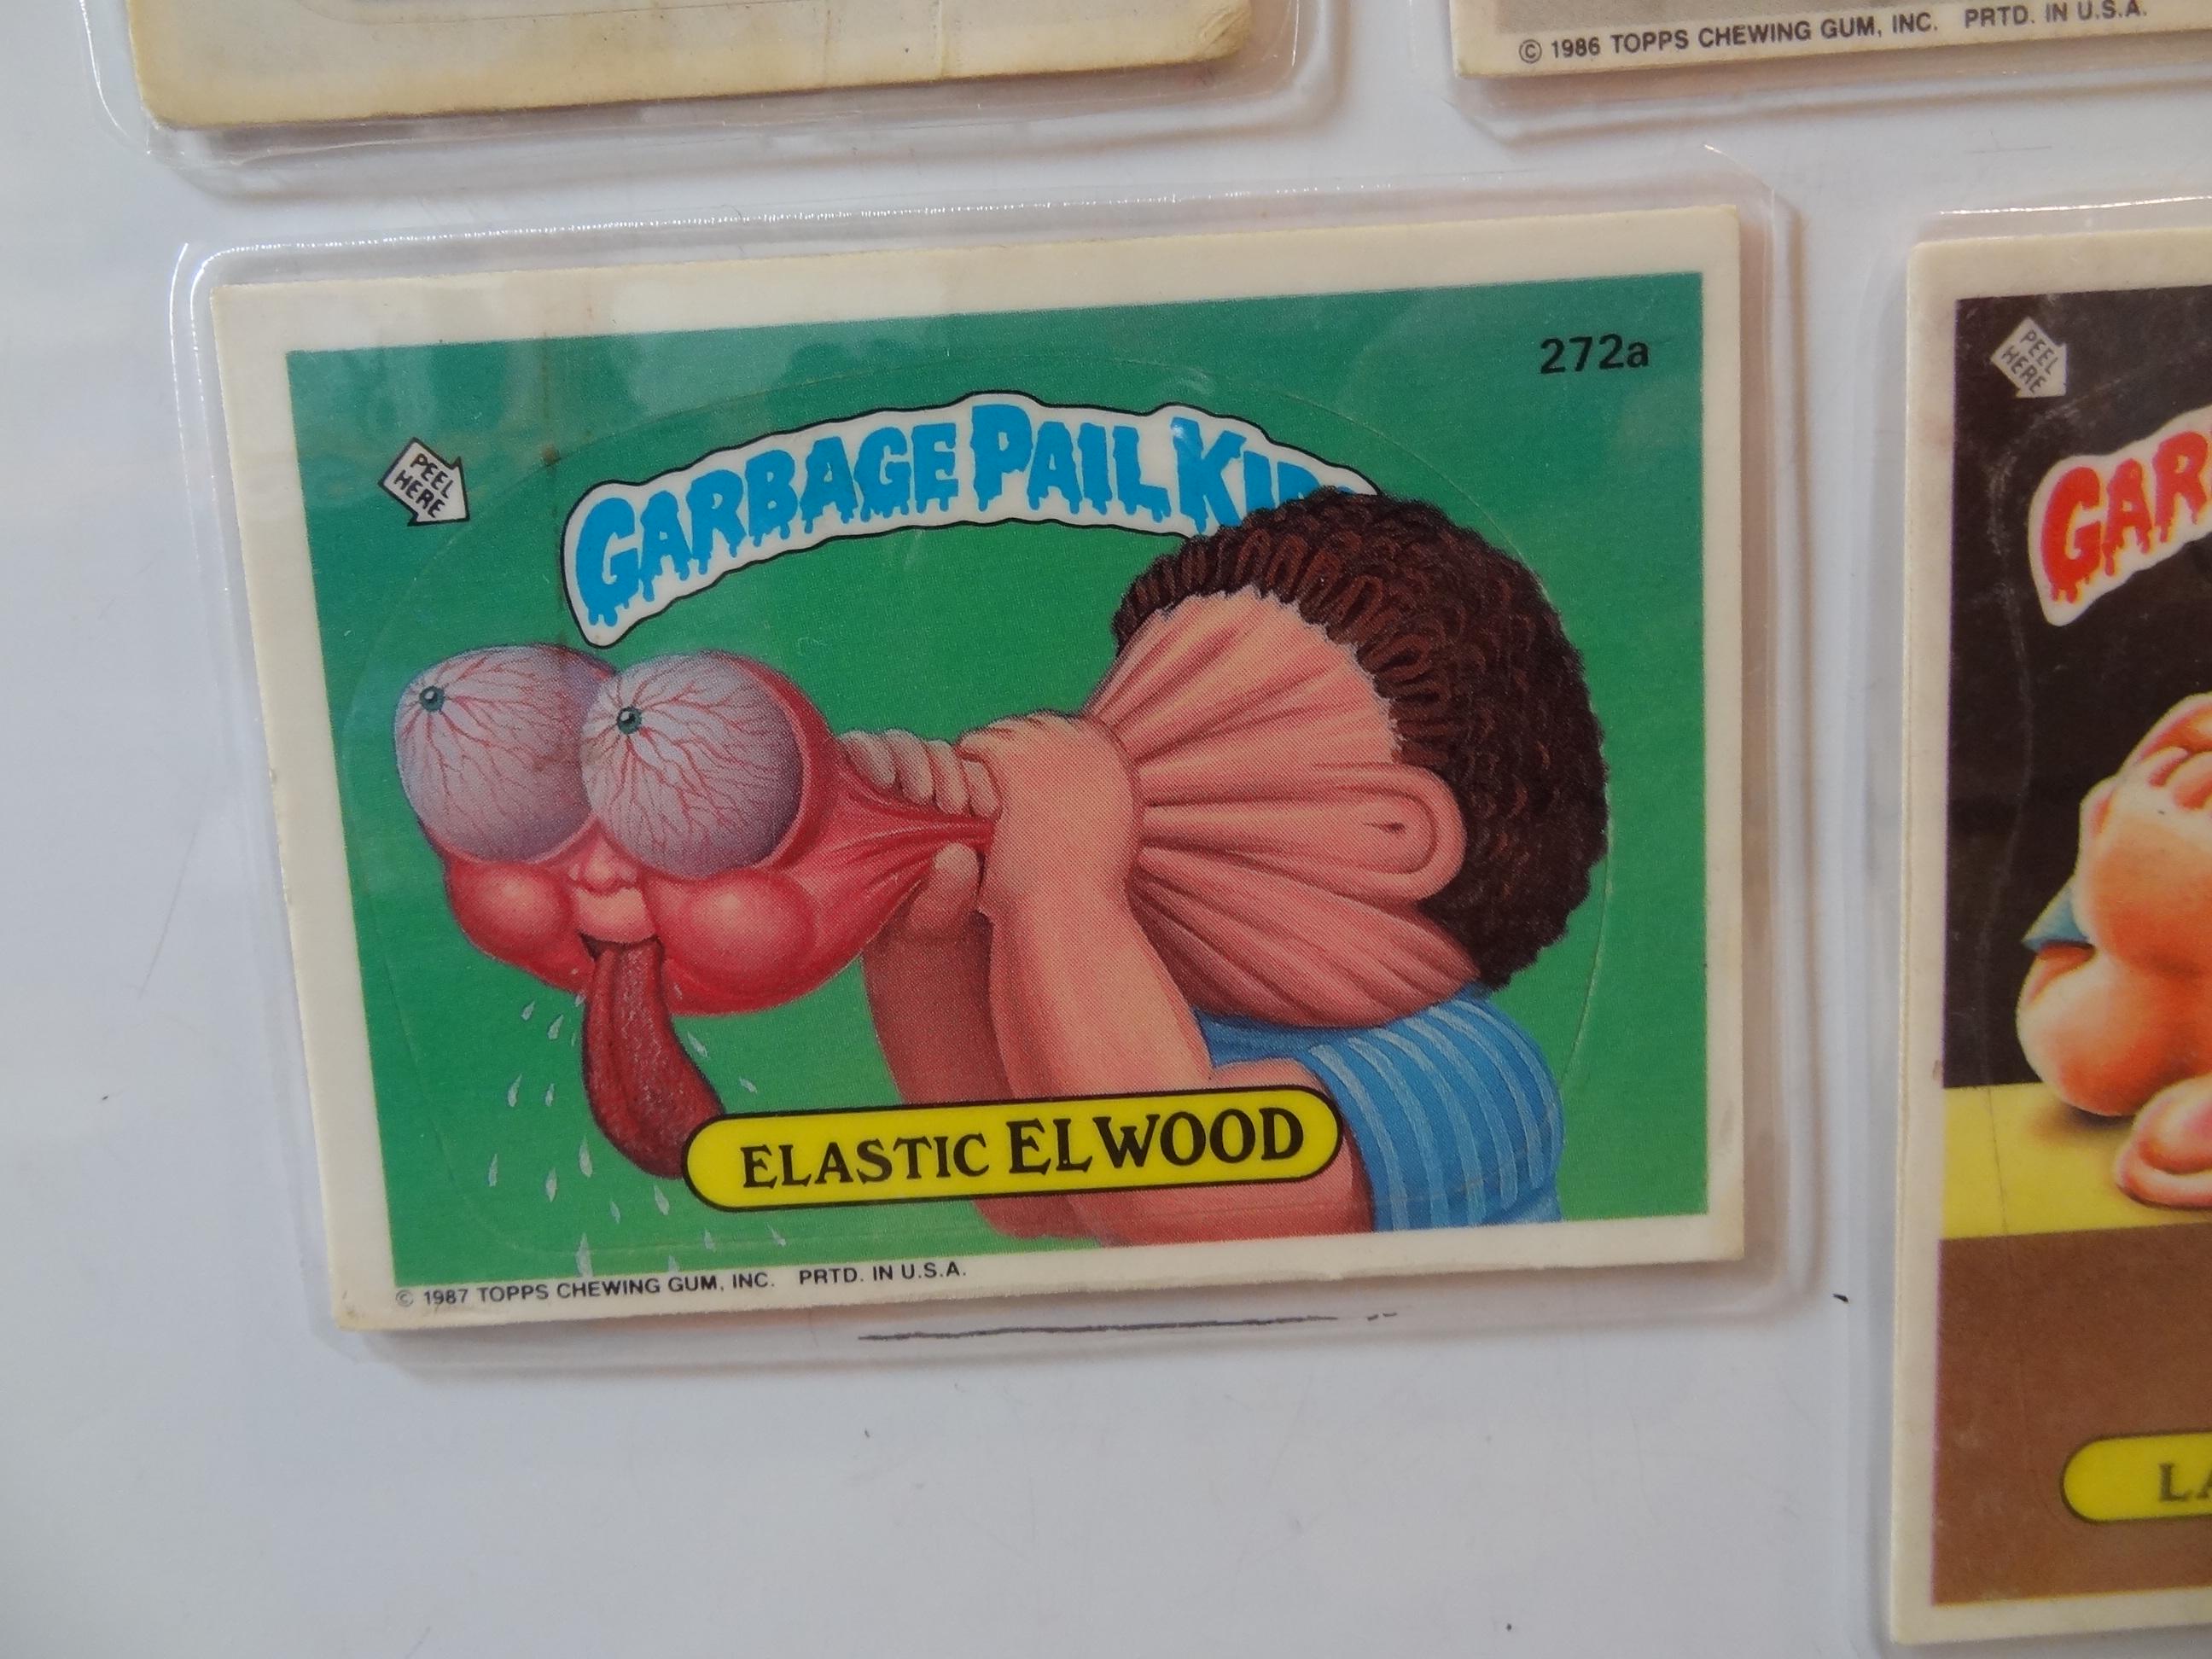 © 1986 TOPPS CHEWING GUM, INC. PRTD. IN U.S.A.
272a
PEEL
HERE
GARBAGE PAIL KID
ELASTIC ELWOOD
© 1987 TOPPS CHEWING GUM, INC. PRTD. IN U.S.A.
PEEL
HERE
GAR
LA